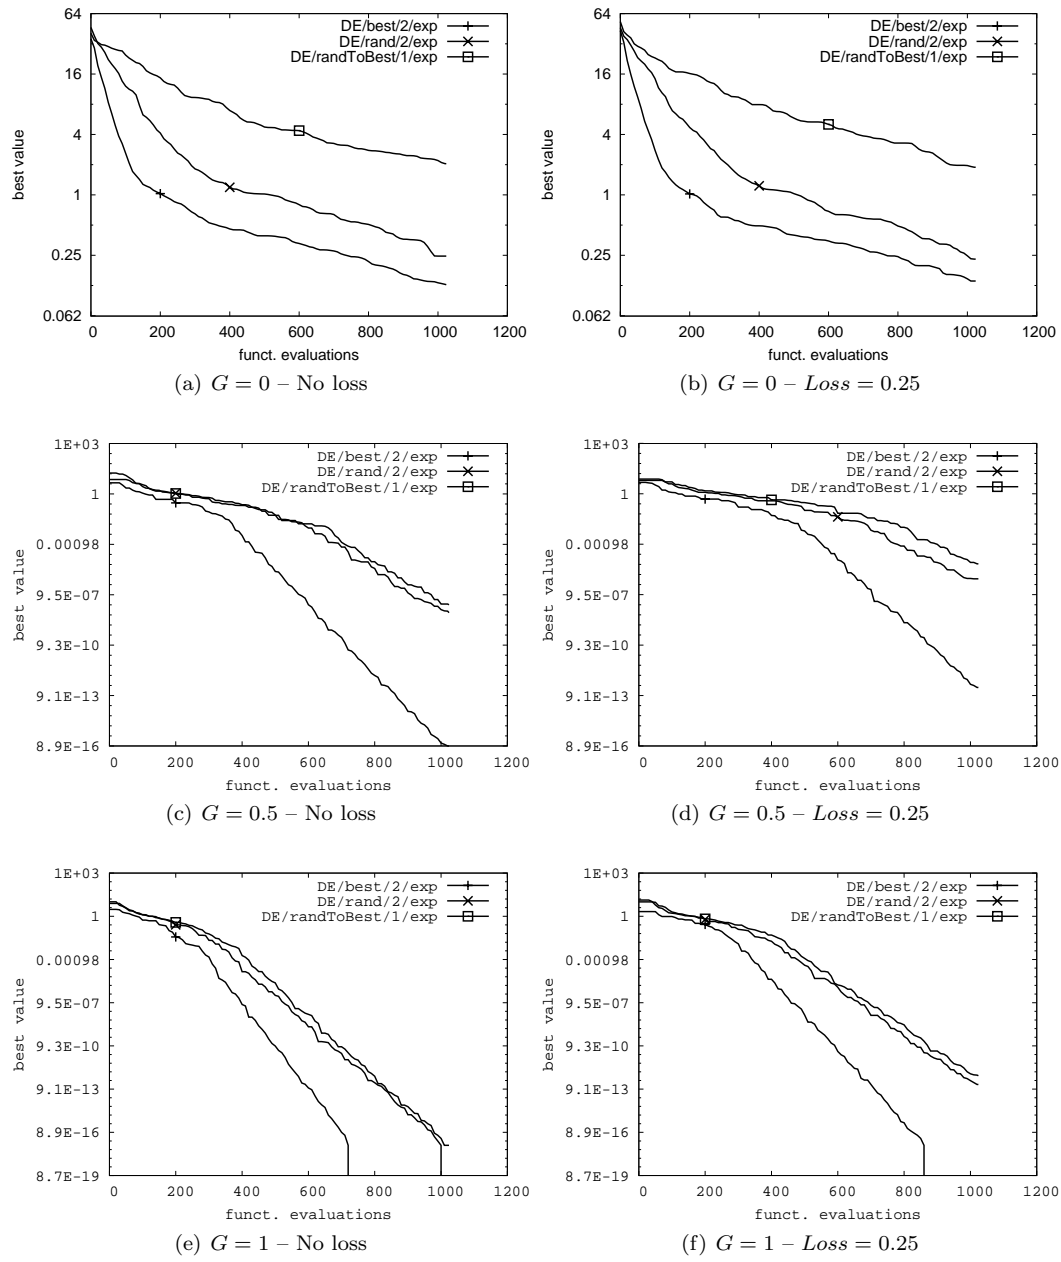 64
16
4
1
0.25
0.062
0 200 400 600 800 1000 1200
best value
funct. evaluations
DE/best/2/exp
DE/rand/2/exp
DE/randToBest/1/exp
(a) G = 0 – No loss
64
16
4
1
0.25
0.062
0 200 400 600 800 1000 1200
best value
funct. evaluations
DE/best/2/exp
DE/rand/2/exp
DE/randToBest/1/exp
(b) G = 0 – Loss = 0.25
1E+03
1
0.00098
9.5E-07
9.3E-10
9.1E-13
8.9E-16
0 200 400 600 800 1000 1200
best value
funct. evaluations
DE/best/2/exp
DE/rand/2/exp
DE/randToBest/1/exp
(c) G = 0.5 – No loss
1E+03
1
0.00098
9.5E-07
9.3E-10
9.1E-13
8.9E-16
0 200 400 600 800 1000 1200
best value
funct. evaluations
DE/best/2/exp
DE/rand/2/exp
DE/randToBest/1/exp
(d) G = 0.5 – Loss = 0.25
1E+03
1
0.00098
9.5E-07
9.3E-10
9.1E-13
8.9E-16
8.7E-19
0 200 400 600 800 1000 1200
best value
funct. evaluations
DE/best/2/exp
DE/rand/2/exp
DE/randToBest/1/exp
(e) G = 1 – No loss
1E+03
1
0.00098
9.5E-07
9.3E-10
9.1E-13
8.9E-16
8.7E-19
0 200 400 600 800 1000 1200
best value
funct. evaluations
DE/best/2/exp
DE/rand/2/exp
DE/randToBest/1/exp
(f) G = 1 – Loss = 0.25